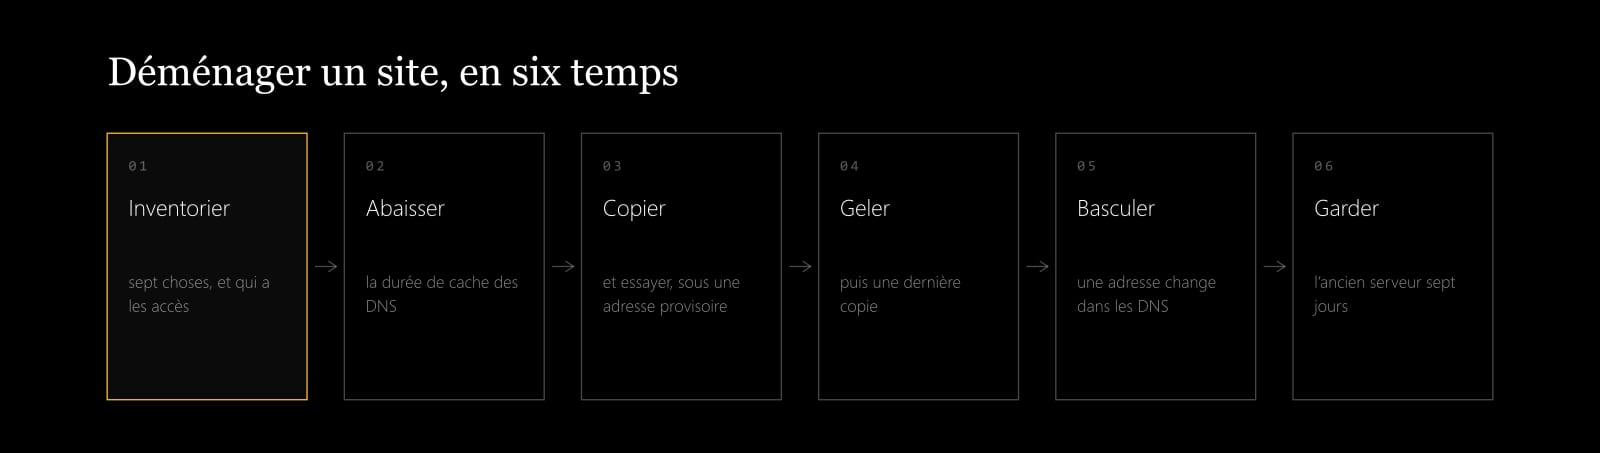 Déménager un site, en six temps
01
Inventorier
sept choses, et qui a
les accès
02
Abaisser
la durée de cache des
DNS
03
Copier
et essayer, sous une
adresse provisoire
04
Geler
puis une dernière
copie
05
Basculer
une adresse change
dans les DNS
06
Garder
l'ancien serveur sept
jours